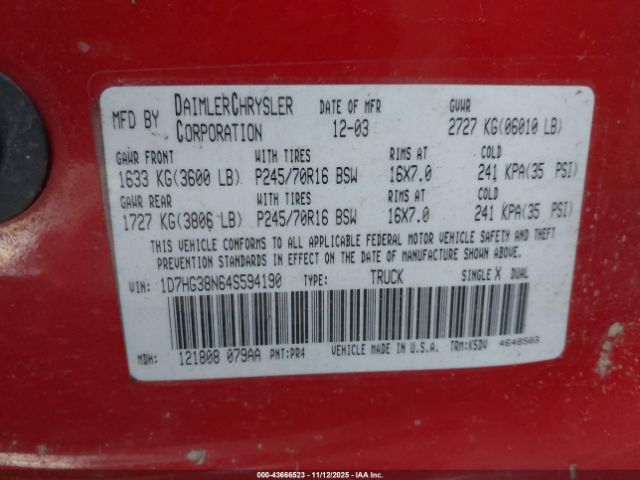 MFD BY DAIMLERCHRYSLER CORPORATION DATE OF MFR 12-03 GVWR 2727 KG(06010 LB)
GAWR FRONT WITH TIRES RIMS AT COLD
1633 KG(3600 LB) P245/70R16 BSW 16X7.0 241 KPA(35 PSI)
GAWR REAR WITH TIRES RIMS AT COLD
1727 KG(3806 LB) P245/70R16 BSW 16X7.0 241 KPA(35 PSI)
THIS VEHICLE CONFORMS TO ALL APPLICABLE FEDERAL MOTOR VEHICLE SAFETY AND THEFT
PREVENTION STANDARDS IN EFFECT ON THE DATE OF MANUFACTURE SHOWN ABOVE.
VIN: 1D7HG38N64S594190 TYPE: TRUCK SINGLE X DUAL
MDH: 121808 079AA PNT:PR4 VEHICLE MADE IN U.S.A. TRM:KSDV 4648503
000-43666523 - 11/12/2025 - IAAI.COM